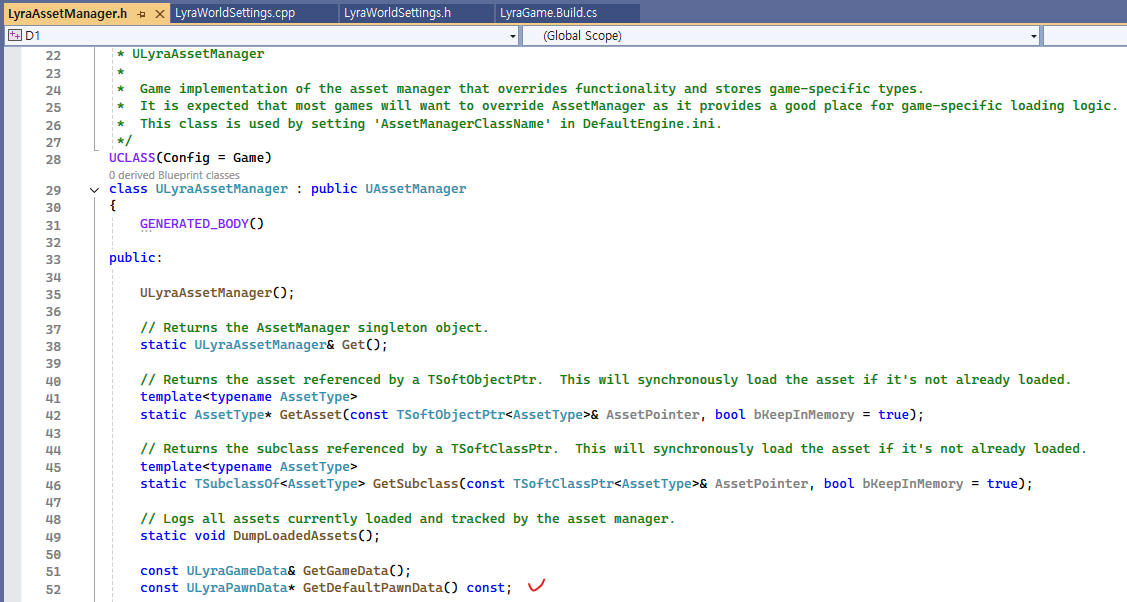 LyraAssetManager.h LyraWorldSettings.cpp LyraWorldSettings.h LyraGame.Build.cs
D1 (Global Scope)
22 * ULyraAssetManager
23 *
24 * Game implementation of the asset manager that overrides functionality and stores game-specific types.
25 * It is expected that most games will want to override AssetManager as it provides a good place for game-specific loading logic.
26 * This class is used by setting 'AssetManagerClassName' in DefaultEngine.ini.
27 */
28 UCLASS(Config = Game)
0 derived Blueprint classes
29 class ULyraAssetManager : public UAssetManager
30 {
31 GENERATED_BODY()
32
33 public:
34
35 ULyraAssetManager();
36
37 // Returns the AssetManager singleton object.
38 static ULyraAssetManager& Get();
39
40 // Returns the asset referenced by a TSoftObjectPtr.  This will synchronously load the asset if it's not already loaded.
41 template<typename AssetType>
42 static AssetType* GetAsset(const TSoftObjectPtr<AssetType>& AssetPointer, bool bKeepInMemory = true);
43
44 // Returns the subclass referenced by a TSoftClassPtr.  This will synchronously load the asset if it's not already loaded.
45 template<typename AssetType>
46 static TSubclassOf<AssetType> GetSubclass(const TSoftClassPtr<AssetType>& AssetPointer, bool bKeepInMemory = true);
47
48 // Logs all assets currently loaded and tracked by the asset manager.
49 static void DumpLoadedAssets();
50
51 const ULyraGameData& GetGameData();
52 const ULyraPawnData* GetDefaultPawnData() const;